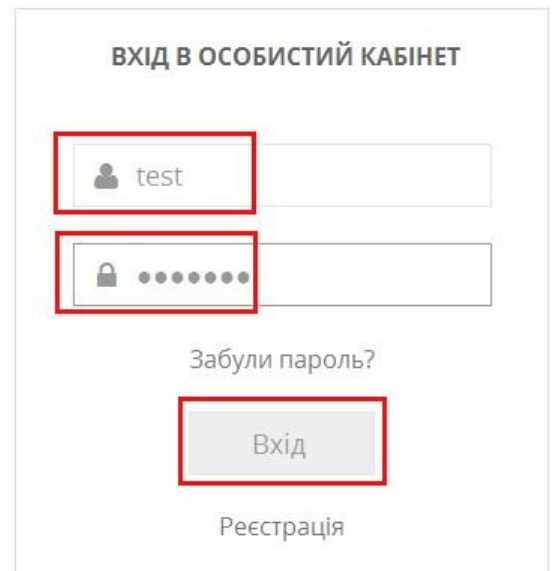 ВХІД В ОСОБИСТИЙ КАБІНЕТ
test
•••••••
Забули пароль?
Вхід
Реєстрація